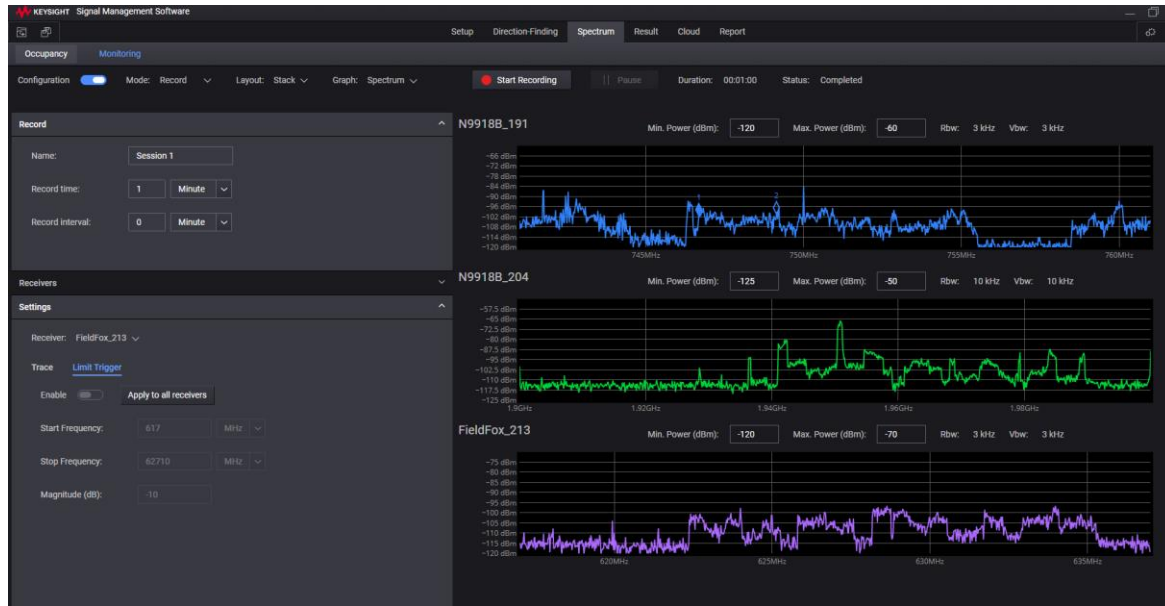 KEYSIGHT Signal Management Software
Setup Direction-Finding Spectrum Result Cloud Report
Occupancy Monitoring
Configuration Mode: Record Layout: Stack Graph: Spectrum Start Recording Pause Duration: 00:01:00 Status: Completed
Record
Name: Session 1
Record time: 1 Minute
Record interval: 0 Minute
Receivers
Settings
Receiver: FieldFox_213
Trace Limit Trigger
Enable Apply to all receivers
Start Frequency: 617 MHz
Stop Frequency: 62710 MHz
Magnitude (dB): -10
N9918B_191 Min. Power (dBm): -120 Max. Power (dBm): -60 Rbw: 3 kHz Vbw: 3 kHz
-66 dBm
-72 dBm
-78 dBm
-84 dBm
-90 dBm
-96 dBm
-102 dBm
-108 dBm
-114 dBm
-120 dBm
1 2
745MHz 750MHz 755MHz 760MHz
N9918B_204 Min. Power (dBm): -125 Max. Power (dBm): -50 Rbw: 10 kHz Vbw: 10 kHz
-57.5 dBm
-65 dBm
-72.5 dBm
-80 dBm
-87.5 dBm
-95 dBm
-102.5 dBm
-110 dBm
-117.5 dBm
-125 dBm
1.9GHz 1.92GHz 1.94GHz 1.96GHz 1.98GHz
FieldFox_213 Min. Power (dBm): -120 Max. Power (dBm): -70 Rbw: 3 kHz Vbw: 3 kHz
-75 dBm
-80 dBm
-85 dBm
-90 dBm
-95 dBm
-100 dBm
-105 dBm
-110 dBm
-115 dBm
-120 dBm
620MHz 625MHz 630MHz 635MHz